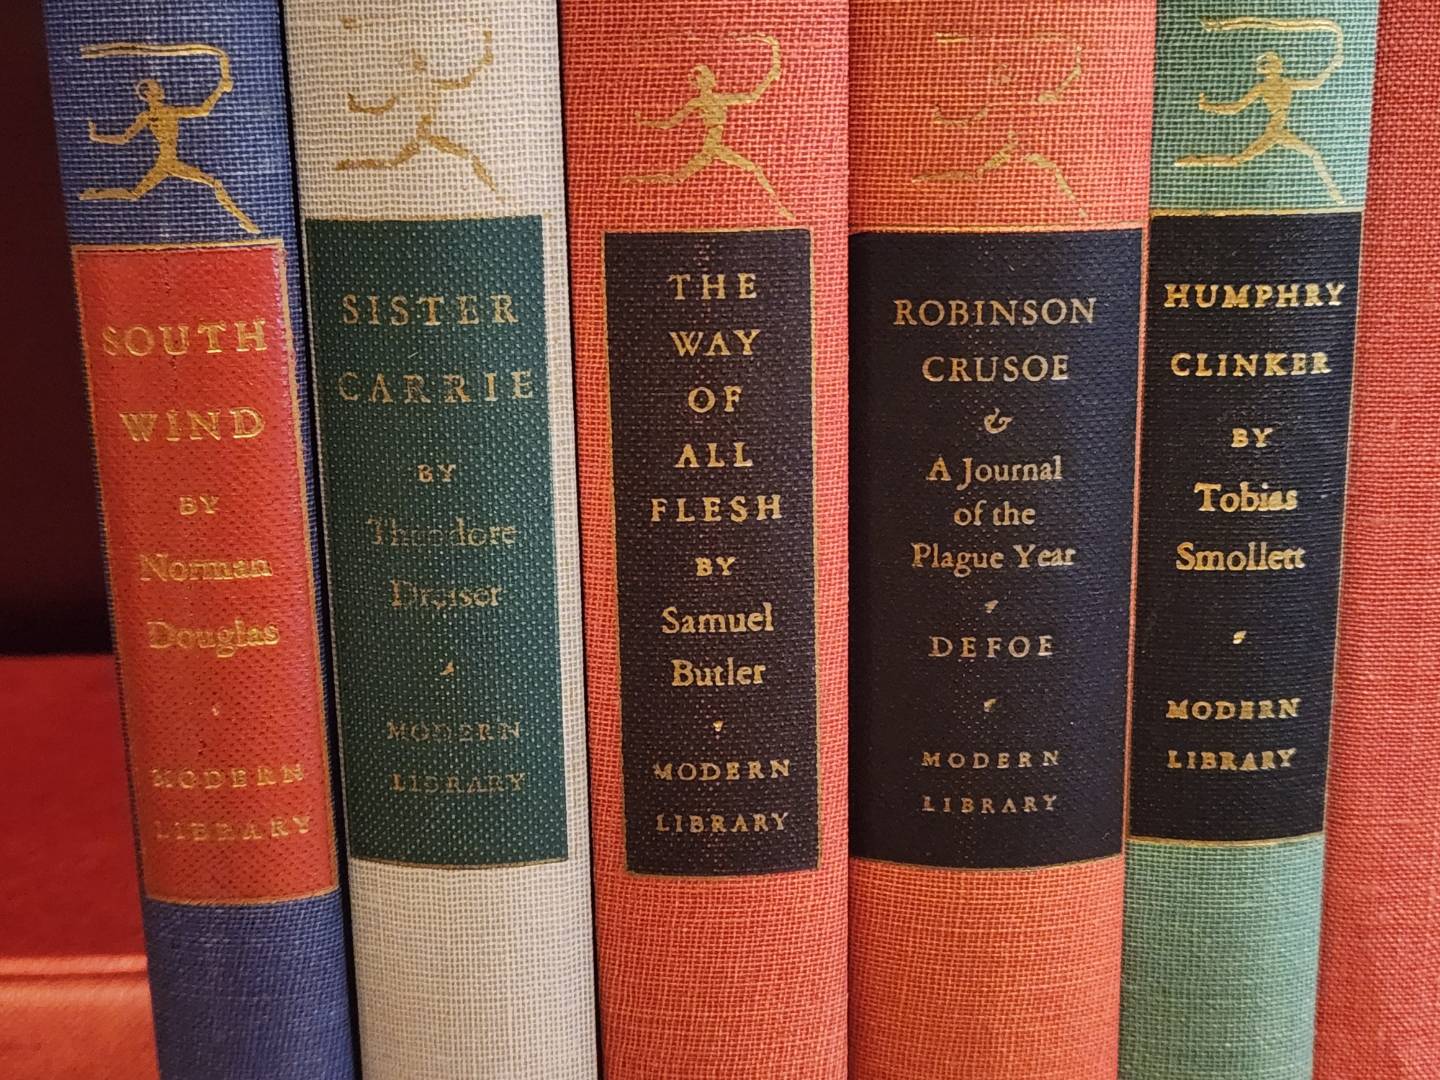 SOUTH
WIND
BY
Norman
Douglas
MODERN
LIBRARY
SISTER
CARRIE
BY
Theodore
Dreiser
MODERN
LIBRARY
THE
WAY
OF
ALL
FLESH
BY
Samuel
Butler
MODERN
LIBRARY
ROBINSON
CRUSOE
&
A Journal
of the
Plague Year
DEFOE
MODERN
LIBRARY
HUMPHRY
CLINKER
BY
Tobias
Smollett
MODERN
LIBRARY